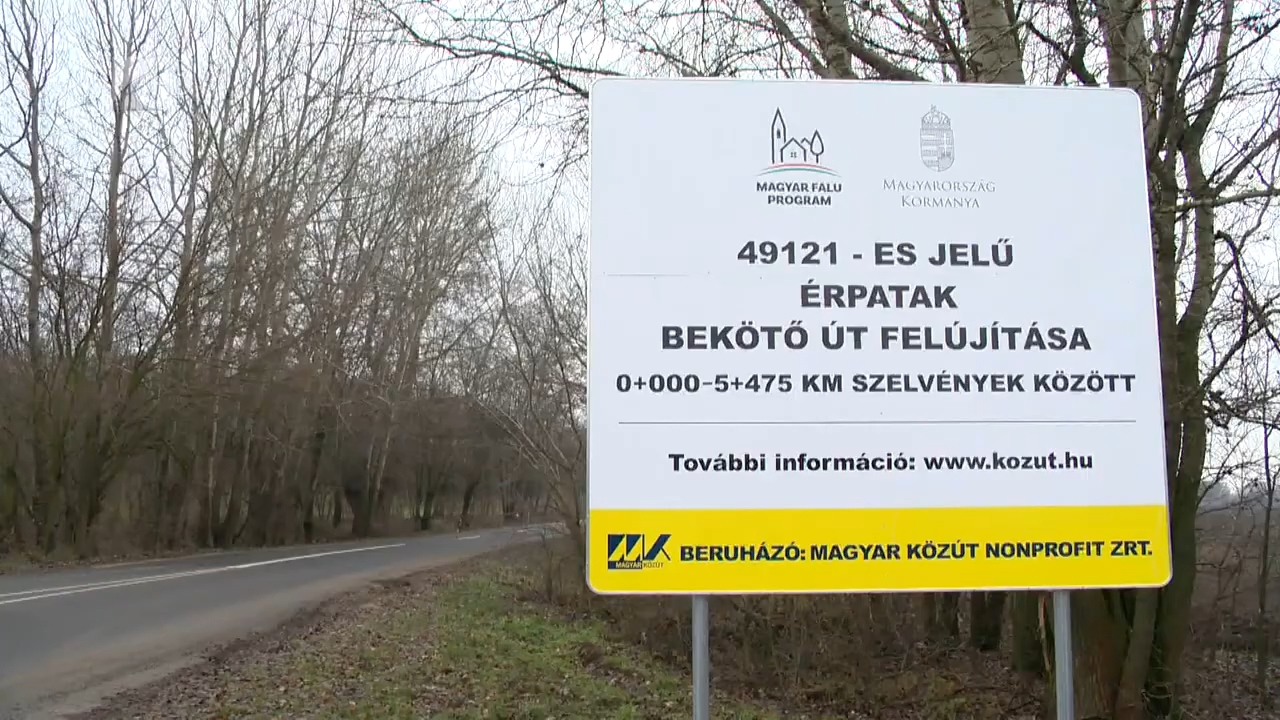 MAGYAR FALU
PROGRAM
MAGYARORSZÁG
KORMÁNYA
49121 - ES JELŰ
ÉRPATAK
BEKÖTŐ ÚT FELÚJÍTÁSA
0+000-5+475 KM SZELVÉNYEK KÖZÖTT
További információ: www.kozut.hu
MK
MAGYAR KÖZÚT
BERUHÁZÓ: MAGYAR KÖZÚT NONPROFIT ZRT.